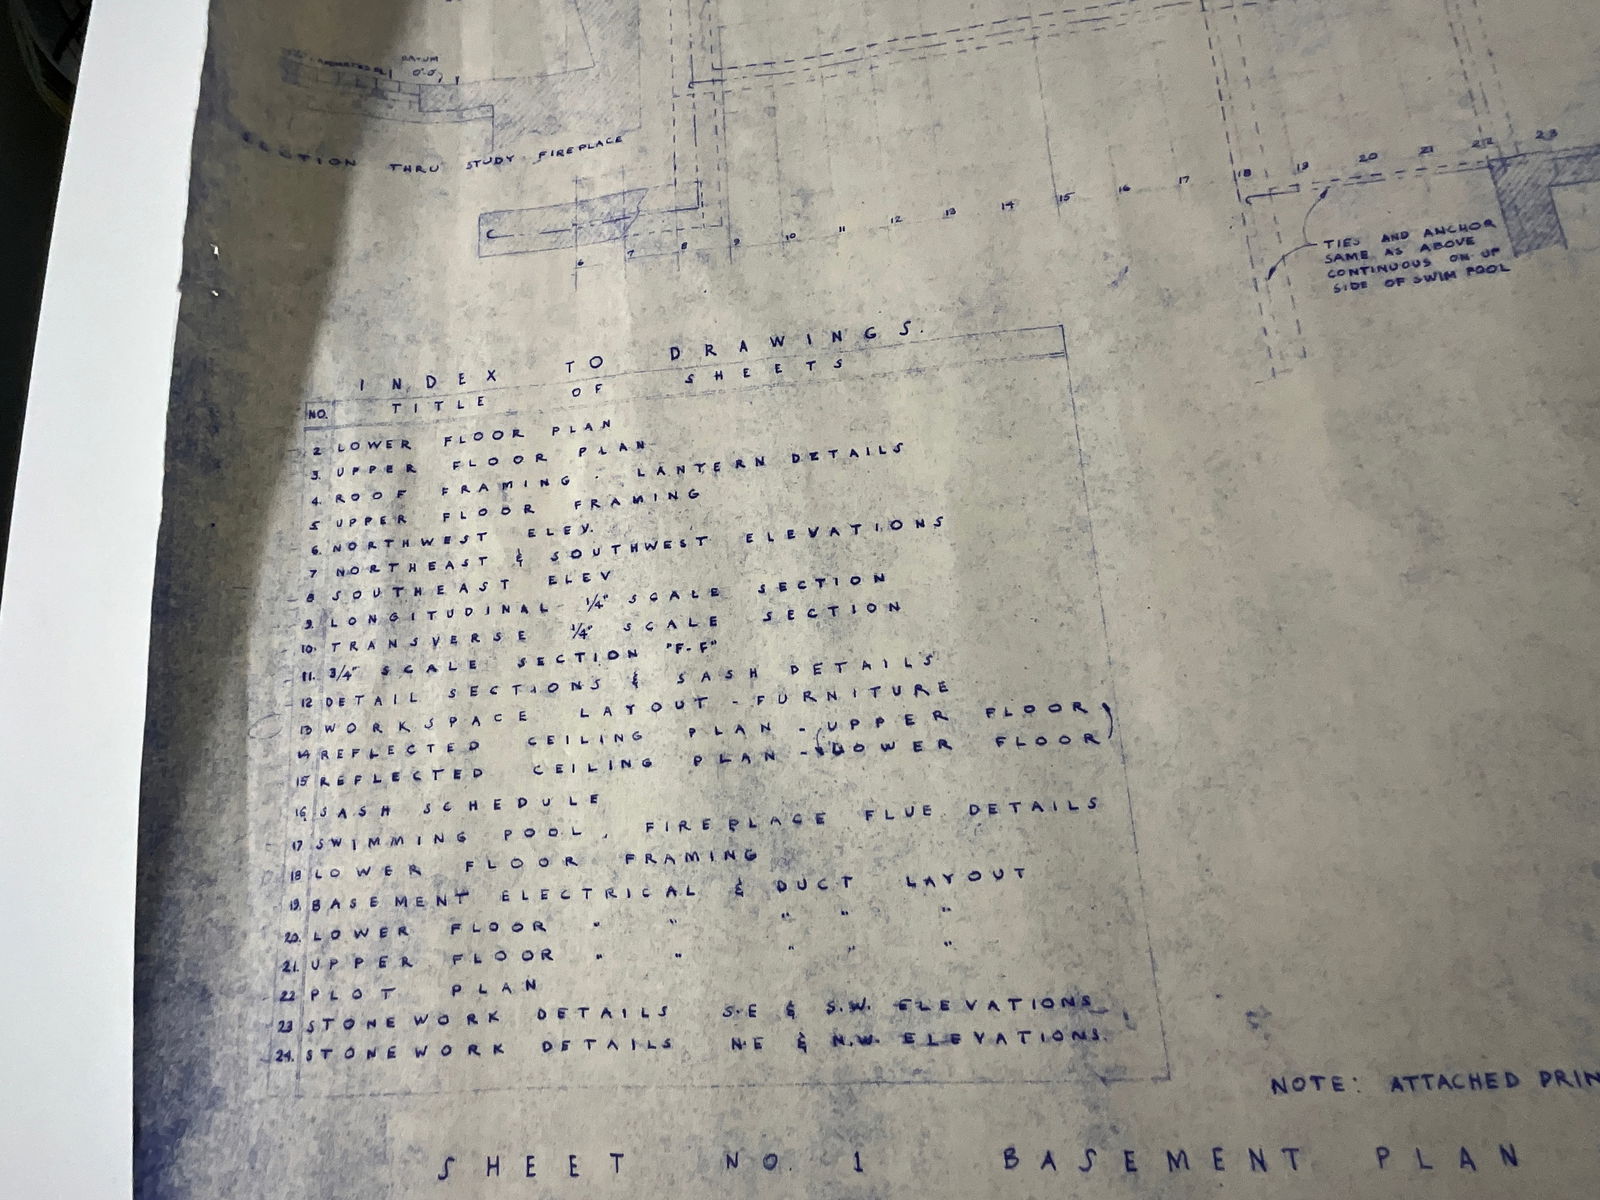 DATUM
0'-0"
SECTION THRU STUDY FIREPLACE
6 7 8 9 10 11 12 13 14 15 16 17 18 19 20 21 22 23
TIES AND ANCHOR
SAME AS ABOVE
CONTINUOUS ON UP
SIDE OF SWIM POOL
INDEX TO DRAWINGS.
NO. TITLE OF SHEETS
2 LOWER FLOOR PLAN
3. UPPER FLOOR PLAN
4. ROOF FRAMING - LANTERN DETAILS
5 UPPER FLOOR FRAMING
6. NORTHWEST ELEV.
7 NORTHEAST & SOUTHWEST ELEVATIONS
8 SOUTHEAST ELEV
9. LONGITUDINAL 1/4" SCALE SECTION
10. TRANSVERSE 1/4" SCALE SECTION
11. 3/4" SCALE SECTION "F-F"
12 DETAIL SECTIONS & SASH DETAILS
13 WORKSPACE LAYOUT - FURNITURE
14 REFLECTED CEILING PLAN - UPPER FLOOR
15 REFLECTED CEILING PLAN - LOWER FLOOR
16 SASH SCHEDULE
17 SWIMMING POOL, FIREPLACE FLUE DETAILS
18 LOWER FLOOR FRAMING
19. BASEMENT ELECTRICAL & DUCT LAYOUT
20. LOWER FLOOR " " " " "
21. UPPER FLOOR " " " " "
22 PLOT PLAN
23 STONEWORK DETAILS S.E & S.W. ELEVATIONS
24. STONEWORK DETAILS N.E & N.W. ELEVATIONS.
NOTE: ATTACHED PRIN
SHEET NO. 1 BASEMENT PLAN